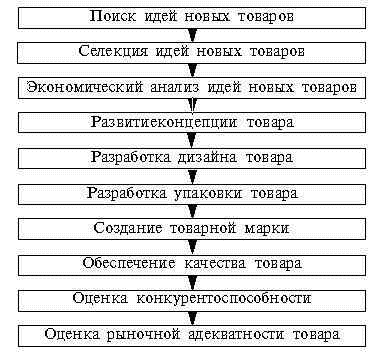 Поиск идей новых товаров
Селекция идей новых товаров
Экономический анализ идей новых товаров
Развитиеконцепции товара
Разработка дизайна товара
Разработка упаковки товара
Создание товарной марки
Обеспечение качества товара
Оценка конкурентоспособности
Оценка рыночной адекватности товара